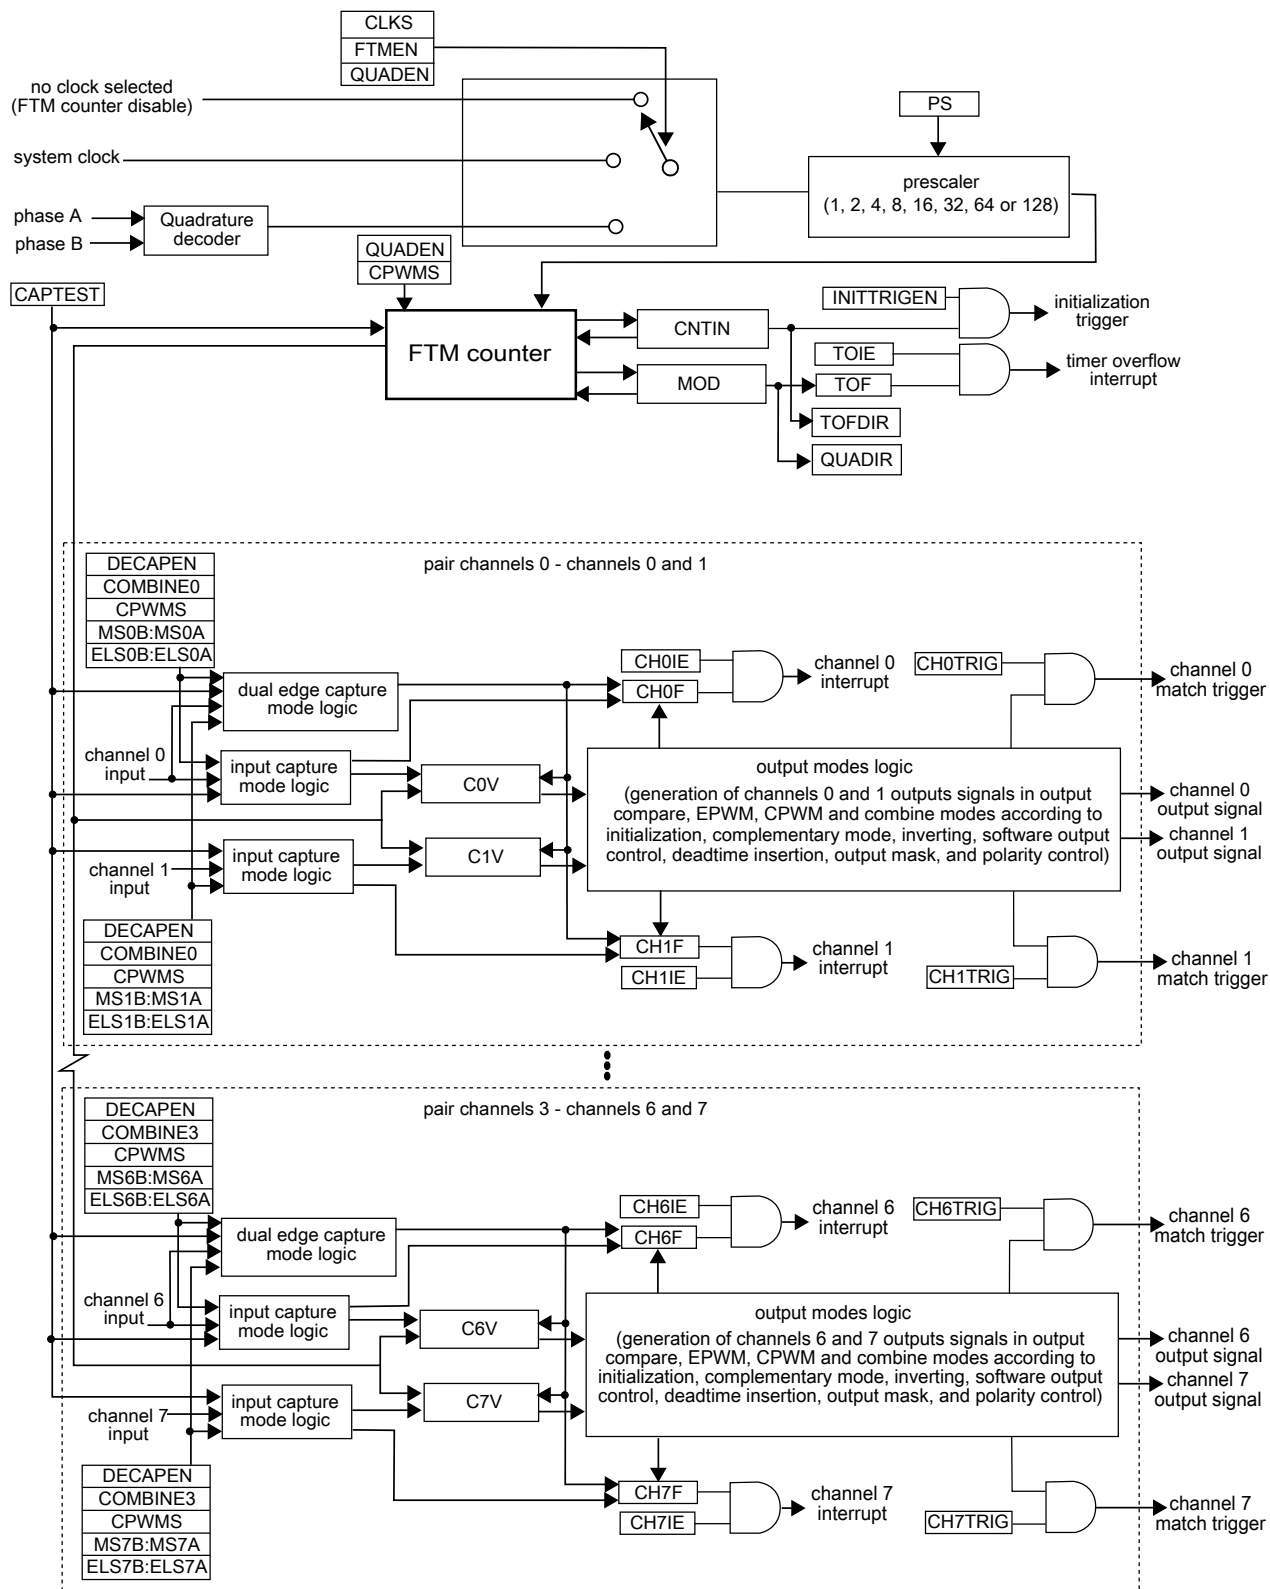 CLKS
FTMEN
QUADEN
no clock selected
(FTM counter disable)
PS
system clock
prescaler
(1, 2, 4, 8, 16, 32, 64 or 128)
phase A
phase B
Quadrature
decoder
QUADEN
CPWMS
CAPTEST
INITTRIGEN
initialization
trigger
FTM counter
CNTIN
TOIE
timer overflow
interrupt
MOD
TOF
TOFDIR
QUADIR
pair channels 0 - channels 0 and 1
DECAPEN
COMBINE0
CPWMS
MS0B:MS0A
ELS0B:ELS0A
CH0IE
channel 0
interrupt
CH0F
CH0TRIG
channel 0
match trigger
dual edge capture
mode logic
channel 0
input
input capture
mode logic
C0V
output modes logic
(generation of channels 0 and 1 outputs signals in output
compare, EPWM, CPWM and combine modes according to
initialization, complementary mode, inverting, software output
control, deadtime insertion, output mask, and polarity control)
channel 0
output signal
channel 1
output signal
channel 1
input
input capture
mode logic
C1V
DECAPEN
COMBINE0
CPWMS
MS1B:MS1A
ELS1B:ELS1A
CH1F
CH1IE
channel 1
interrupt
CH1TRIG
channel 1
match trigger
pair channels 3 - channels 6 and 7
DECAPEN
COMBINE3
CPWMS
MS6B:MS6A
ELS6B:ELS6A
CH6IE
channel 6
interrupt
CH6F
CH6TRIG
channel 6
match trigger
dual edge capture
mode logic
channel 6
input
input capture
mode logic
C6V
output modes logic
(generation of channels 6 and 7 outputs signals in output
compare, EPWM, CPWM and combine modes according to
initialization, complementary mode, inverting, software output
control, deadtime insertion, output mask, and polarity control)
channel 6
output signal
channel 7
output signal
channel 7
input
input capture
mode logic
C7V
DECAPEN
COMBINE3
CPWMS
MS7B:MS7A
ELS7B:ELS7A
CH7F
CH7IE
channel 7
interrupt
CH7TRIG
channel 7
match trigger